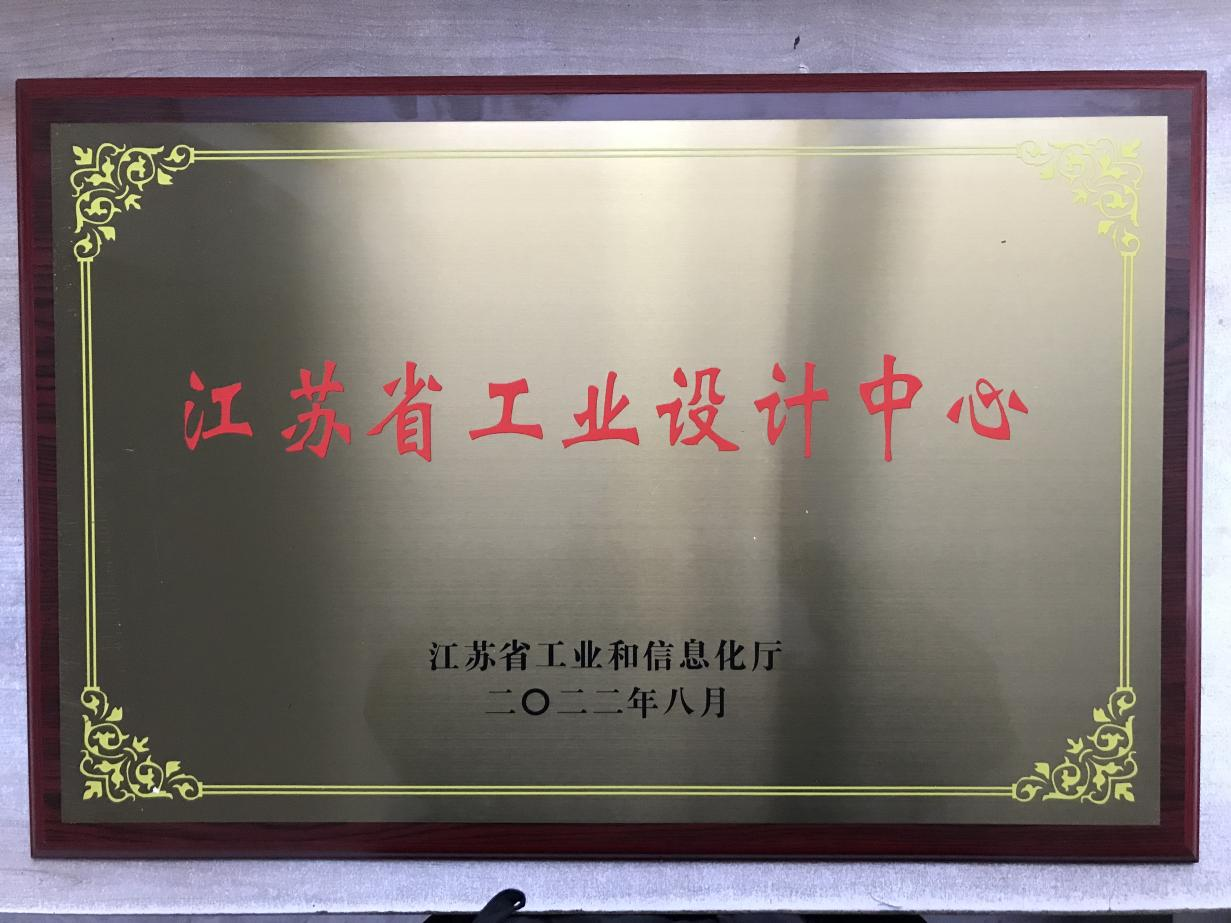 江苏省工业设计中心
江苏省工业和信息化厅
二〇二二年八月